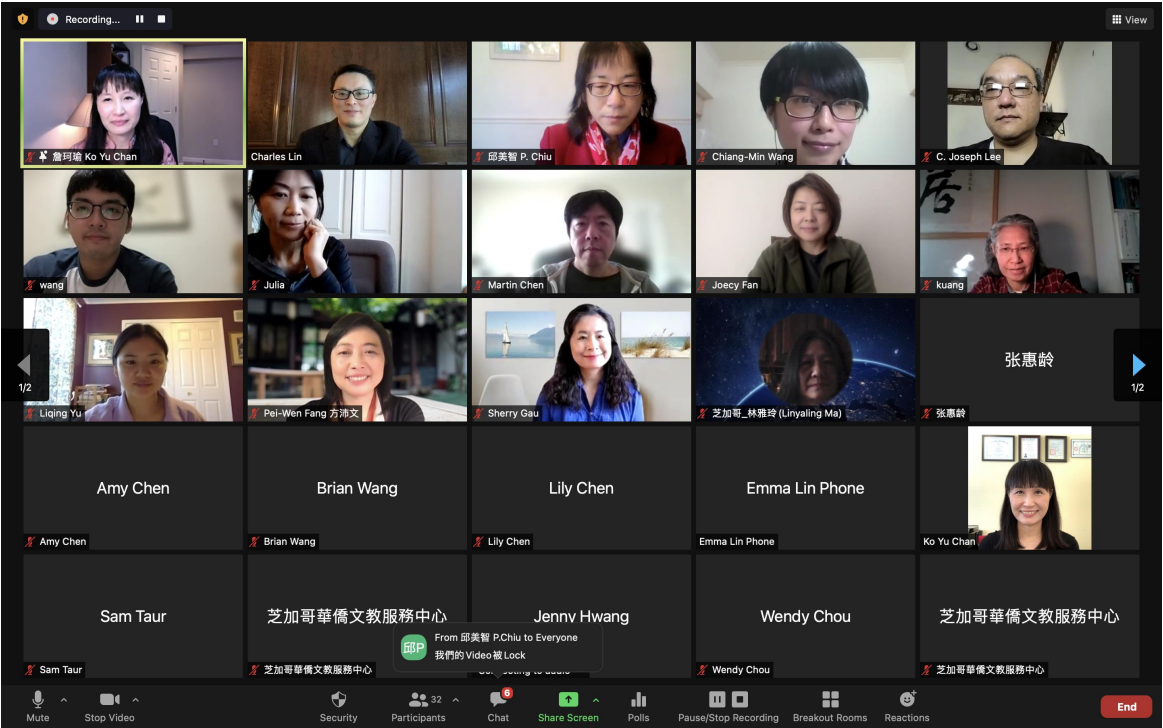 Recording...
View
詹珂瑜 Ko Yu Chan
Charles Lin
邱美智 P. Chiu
Chiang-Min Wang
C. Joseph Lee
居
wang
Julia
Martin Chen
Joecy Fan
kuang
1/2
Liqing Yu
Pei-Wen Fang 方沛文
Sherry Gau
芝加哥_林雅玲(Linyaling Ma)
张惠龄
张惠龄
1/2
Amy Chen
Amy Chen
Brian Wang
Brian Wang
Lily Chen
Lily Chen
Emma Lin Phone
Emma Lin Phone
Ko Yu Chan
Sam Taur
Sam Taur
芝加哥華僑文教服務中心
芝加哥華僑文教服務中心
Jenny Hwang
Wendy Chou
Wendy Chou
芝加哥華僑文教服務中心
芝加哥華僑文教服務中心
邱P
From 邱美智 P.Chiu to Everyone
我們的Video被Lock
Mute
Stop Video
Security
Participants
32
Chat
6
Share Screen
Polls
Pause/Stop Recording
Breakout Rooms
Reactions
End